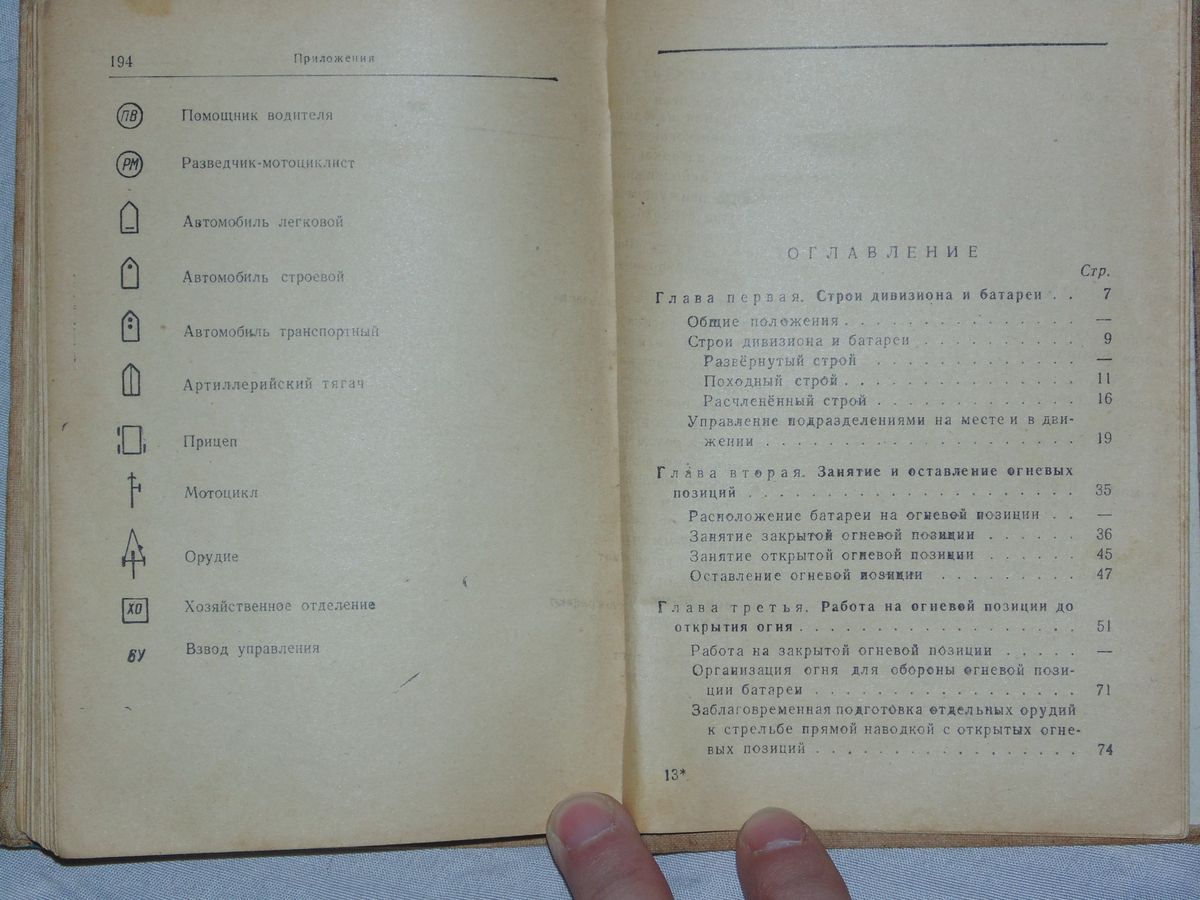 194
Приложения
ПВ Помощник водителя
РМ Разведчик-мотоциклист
Автомобиль легковой
Автомобиль строевой
Автомобиль транспортный
Артиллерийский тягач
Прицеп
Мотоцикл
Орудие
ХО Хозяйственное отделение
ВУ Взвод управления
ОГЛАВЛЕНИЕ
Стр.
Глава первая. Строи дивизиона и батареи . . 7
Общие положения . . . . . . . . . . . . . . . —
Строи дивизиона и батареи . . . . . . . . . . 9
Развёрнутый строй . . . . . . . . . . . . . —
Походный строй . . . . . . . . . . . . . . . 11
Расчленённый строй . . . . . . . . . . . . . 16
Управление подразделениями на месте и в дви-
жении . . . . . . . . . . . . . . . . . . . . 19
Глава вторая. Занятие и оставление огневых
позиций . . . . . . . . . . . . . . . . . . . . . 35
Расположение батареи на огневой позиции . . —
Занятие закрытой огневой позиции . . . . . . 36
Занятие открытой огневой позиции . . . . . . 45
Оставление огневой позиции . . . . . . . . . 47
Глава третья. Работа на огневой позиции до
открытия огня . . . . . . . . . . . . . . . . . . 51
Работа на закрытой огневой позиции . . . . . —
Организация огня для обороны огневой пози-
ции батареи . . . . . . . . . . . . . . . . . 71
Заблаговременная подготовка отдельных орудий
к стрельбе прямой наводкой с открытых огне-
вых позиций . . . . . . . . . . . . . . . . . 74
13*